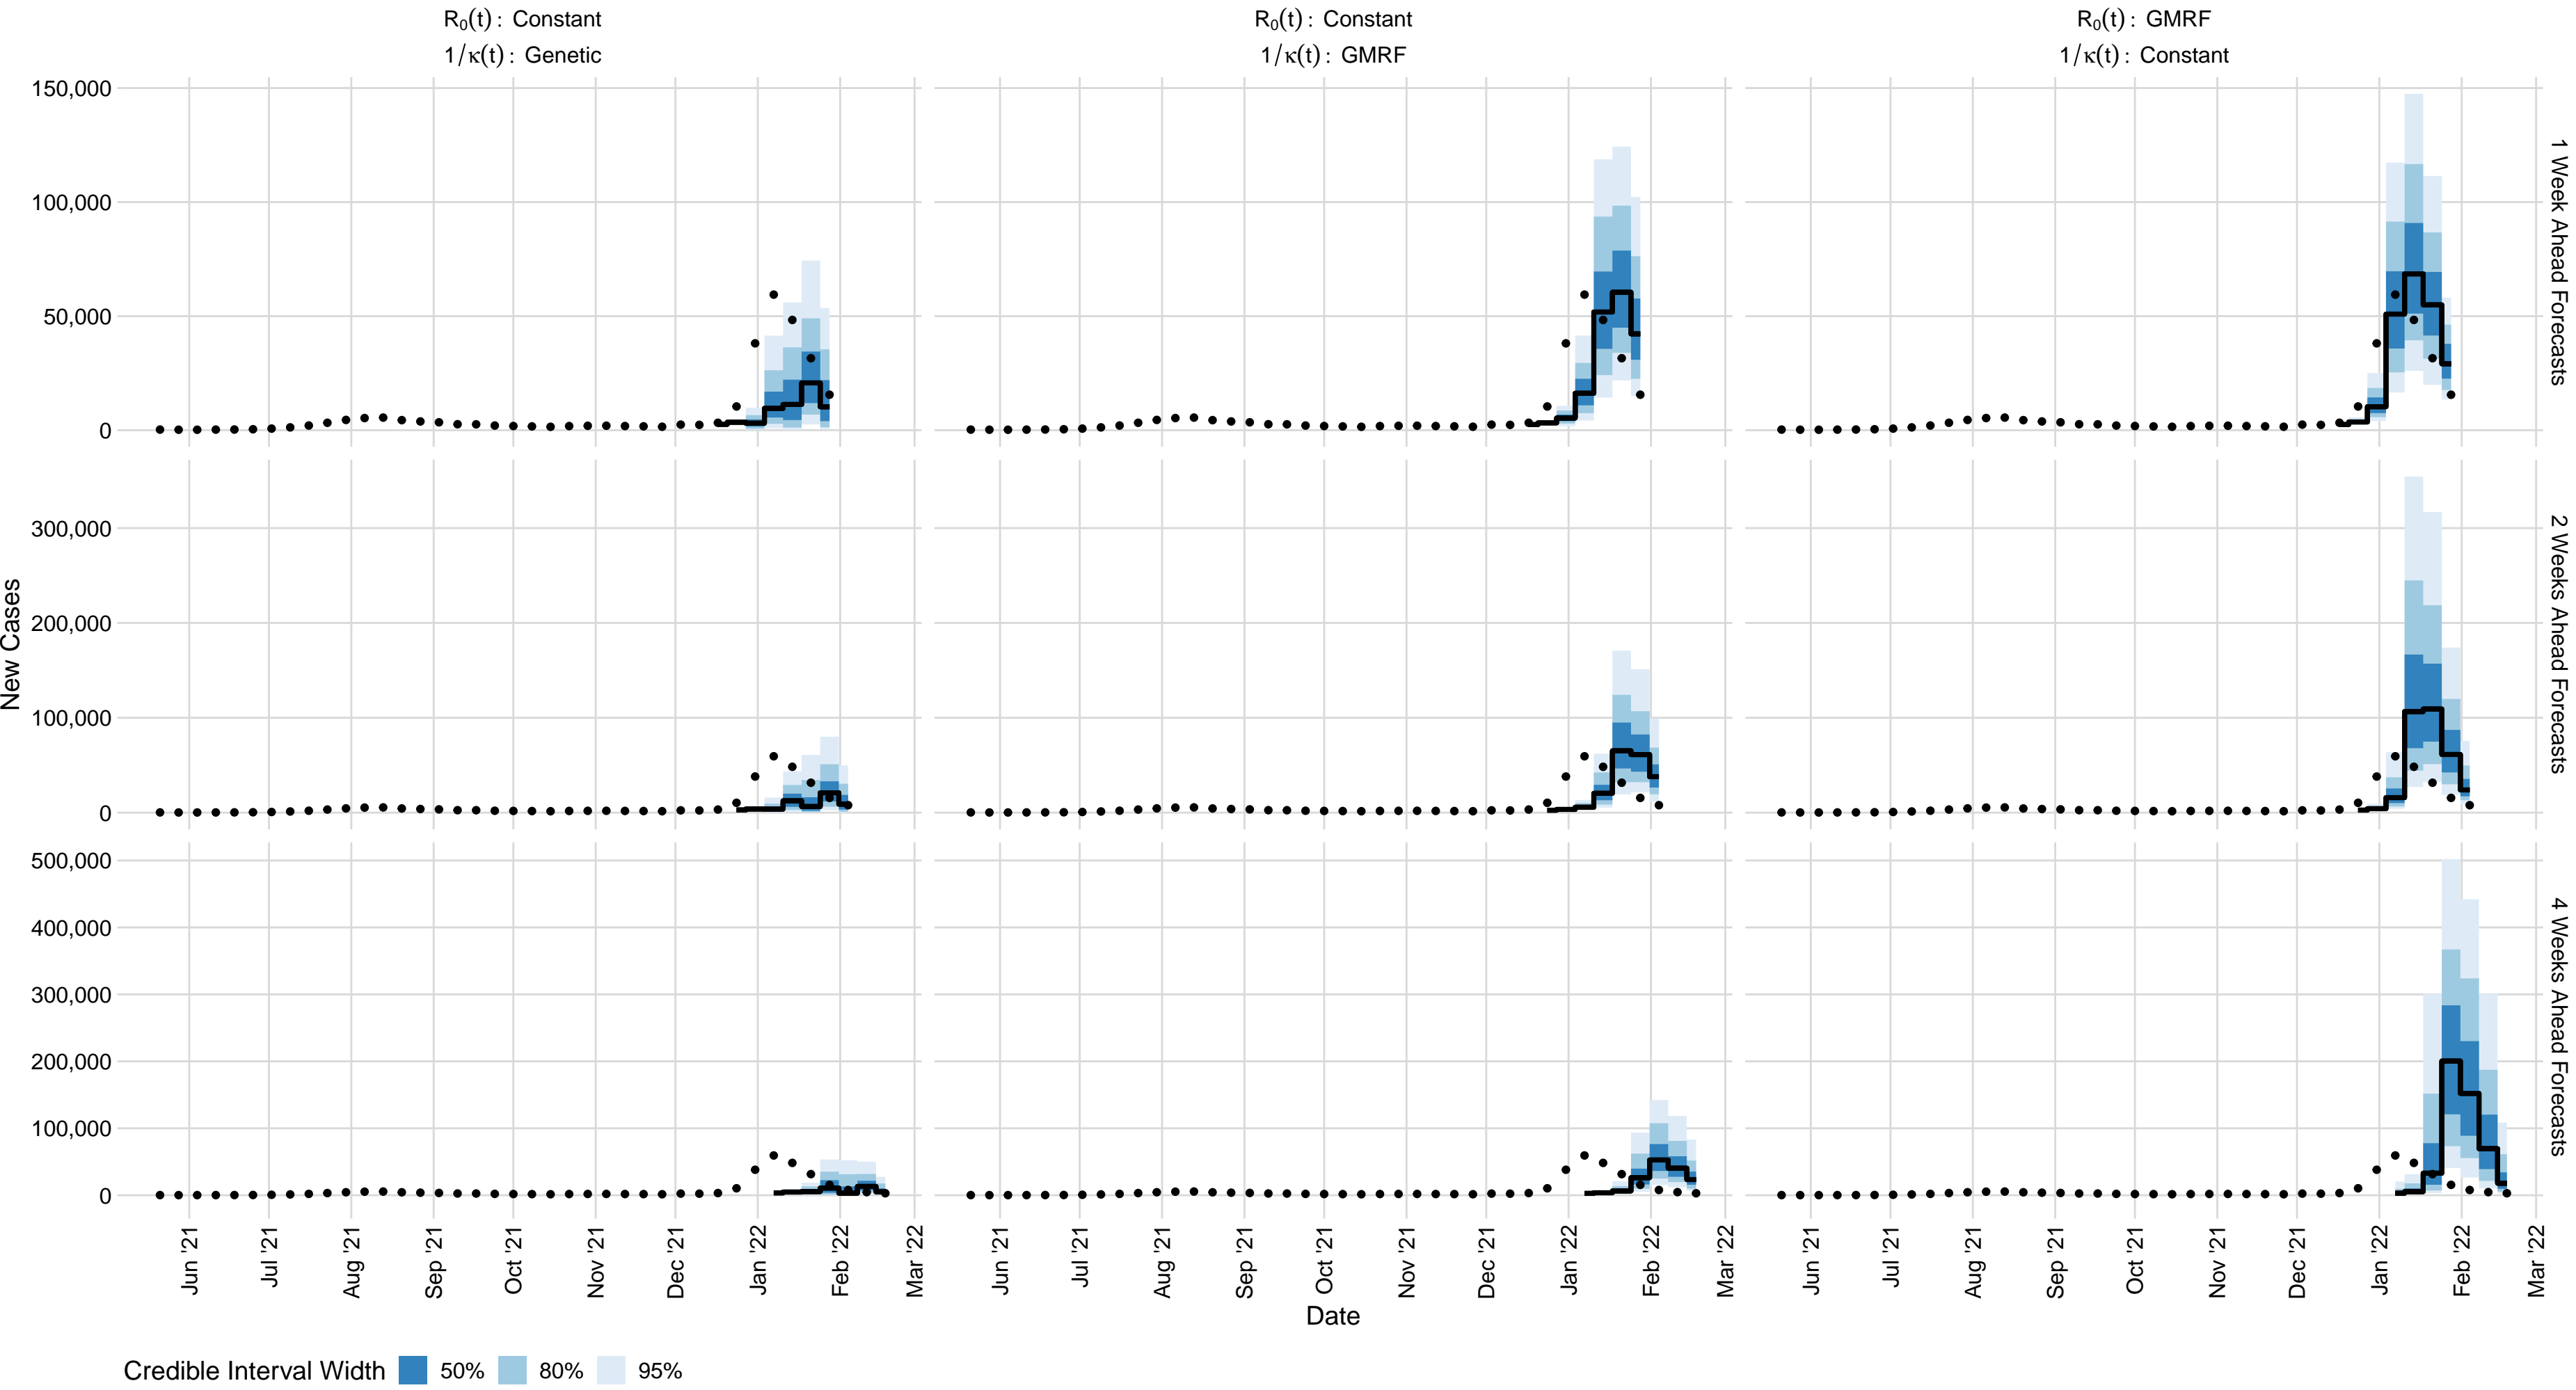 R₀(t) : Constant
1/κ(t) : Genetic
R₀(t) : Constant
1/κ(t) : GMRF
R₀(t) : GMRF
1/κ(t) : Constant
New Cases
150,000
100,000
50,000
0
1 Week Ahead Forecasts
300,000
200,000
100,000
0
2 Weeks Ahead Forecasts
500,000
400,000
300,000
200,000
100,000
0
4 Weeks Ahead Forecasts
Jun '21 Jul '21 Aug '21 Sep '21 Oct '21 Nov '21 Dec '21 Jan '22 Feb '22 Mar '22
Jun '21 Jul '21 Aug '21 Sep '21 Oct '21 Nov '21 Dec '21 Jan '22 Feb '22 Mar '22
Jun '21 Jul '21 Aug '21 Sep '21 Oct '21 Nov '21 Dec '21 Jan '22 Feb '22 Mar '22
Date
Credible Interval Width 50% 80% 95%